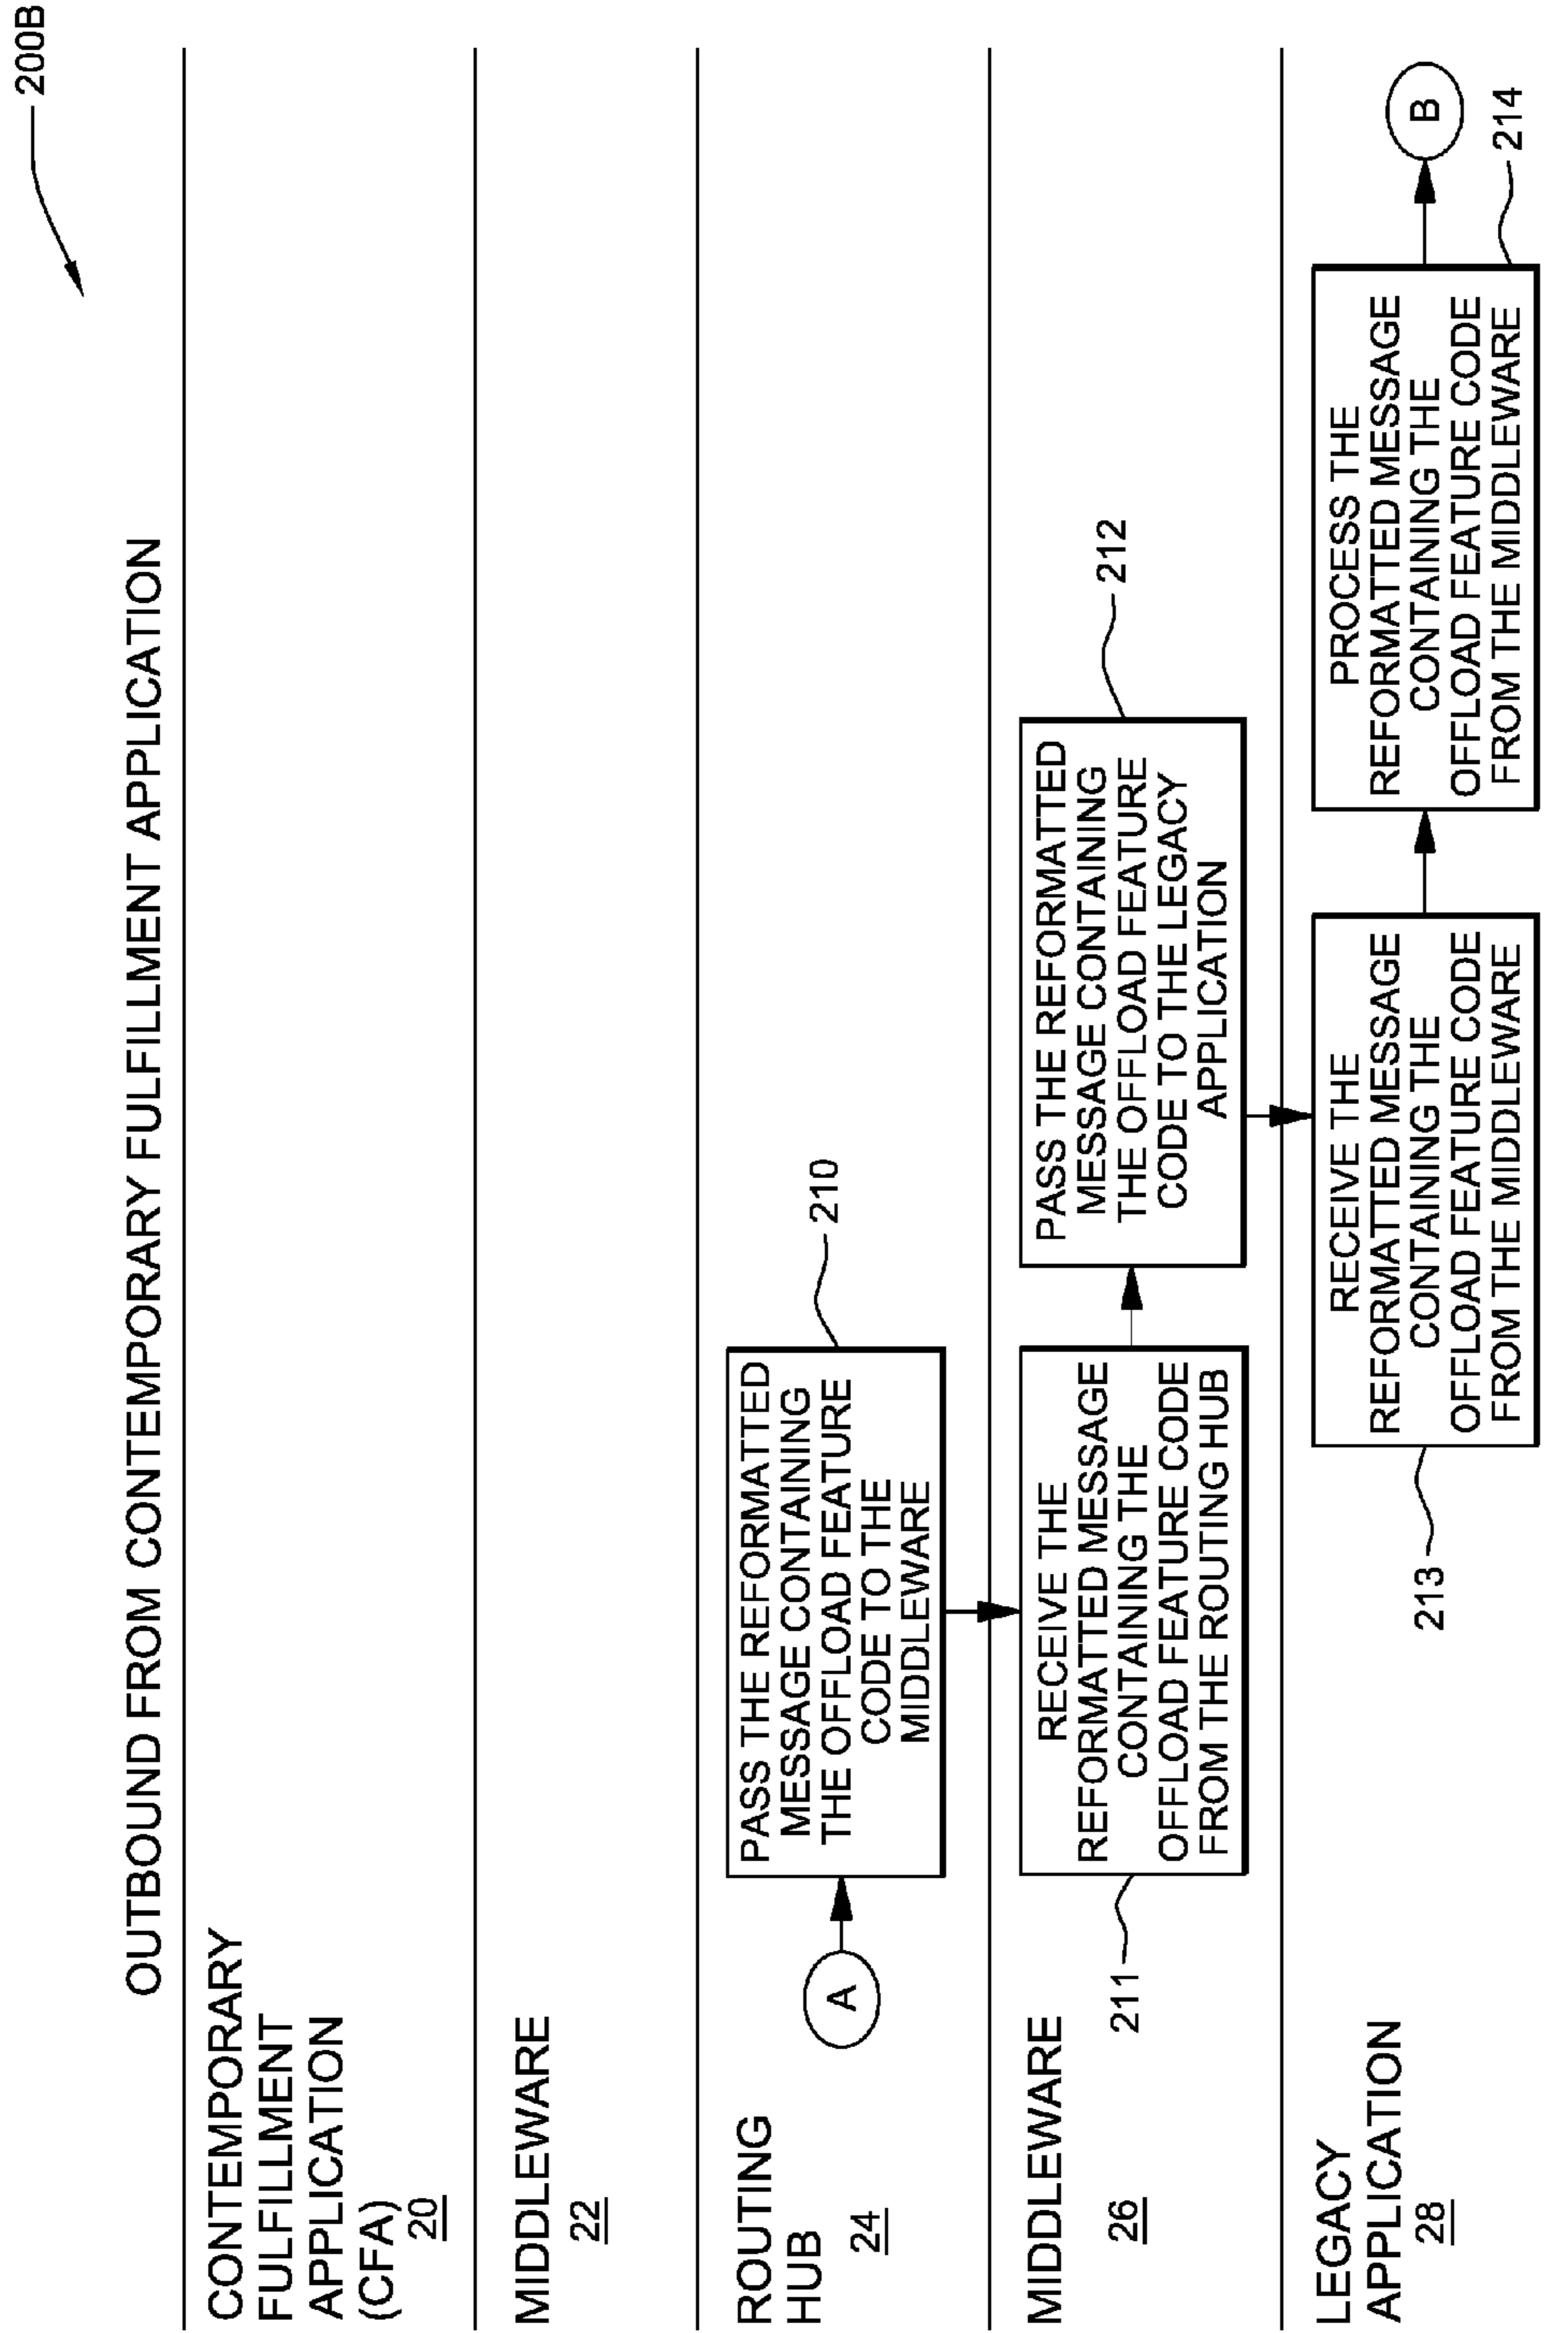 200B
OUTBOUND FROM CONTEMPORARY FULFILLMENT APPLICATION
CONTEMPORARY
FULFILLMENT
APPLICATION
(CFA)
20
MIDDLEWARE
22
ROUTING
HUB
24
A
PASS THE REFORMATTED
MESSAGE CONTAINING
THE OFFLOAD FEATURE
CODE TO THE
MIDDLEWARE
210
MIDDLEWARE
26
211
RECEIVE THE
REFORMATTED MESSAGE
CONTAINING THE
OFFLOAD FEATURE CODE
FROM THE ROUTING HUB
PASS THE REFORMATTED
MESSAGE CONTAINING
THE OFFLOAD FEATURE
CODE TO THE LEGACY
APPLICATION
212
LEGACY
APPLICATION
28
213
RECEIVE THE
REFORMATTED MESSAGE
CONTAINING THE
OFFLOAD FEATURE CODE
FROM THE MIDDLEWARE
PROCESS THE
REFORMATTED MESSAGE
CONTAINING THE
OFFLOAD FEATURE CODE
FROM THE MIDDLEWARE
214
B